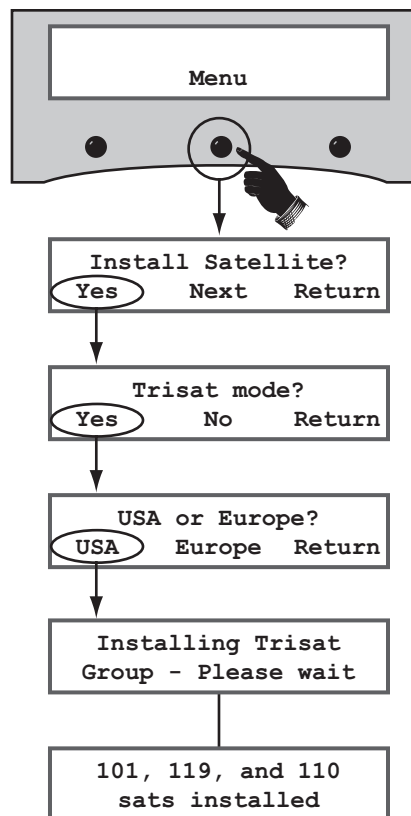 Menu
Install Satellite?
Yes Next Return
Trisat mode?
Yes No Return
USA or Europe?
USA Europe Return
Installing Trisat
Group - Please wait
101, 119, and 110
sats installed